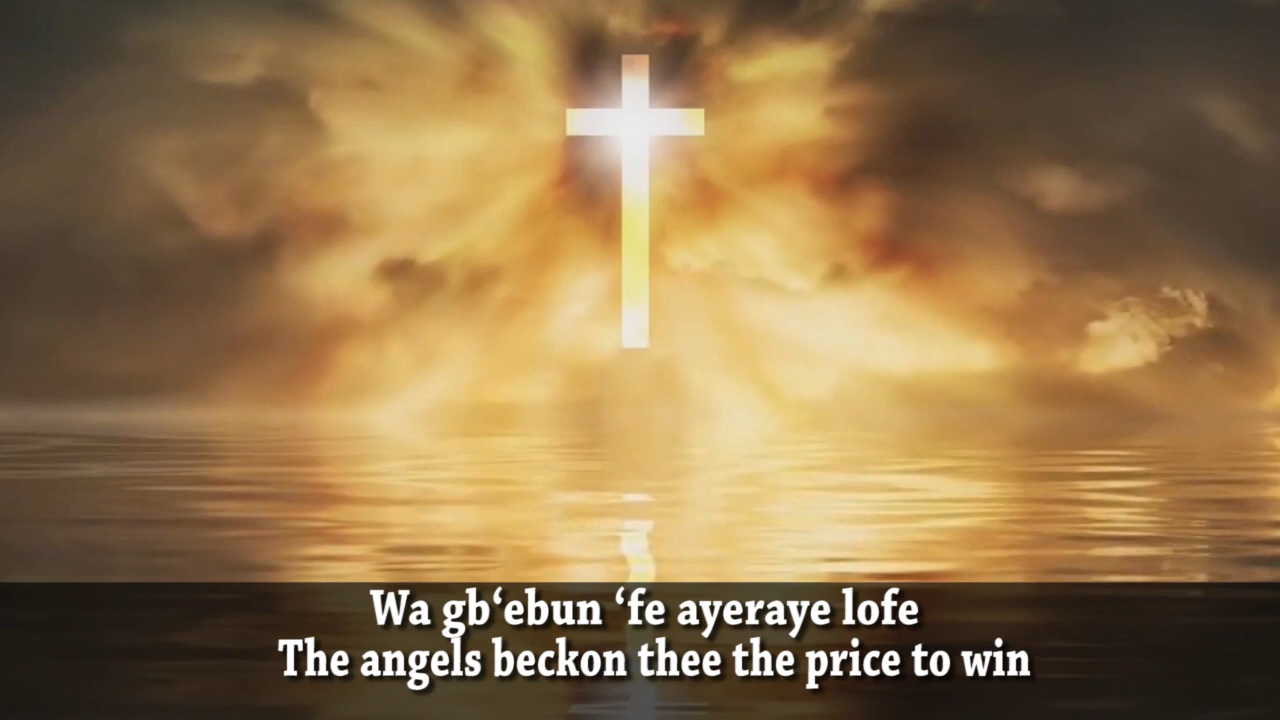 Wa gb‘ebun ‘fe ayeraye lofe
The angels beckon thee the price to win